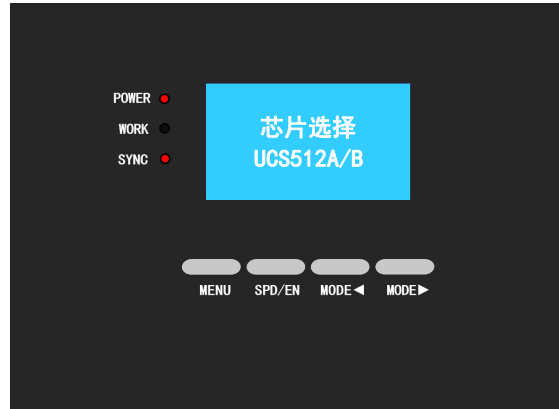 POWER
WORK
SYNC
芯片选择
UCS512A/B
MENU SPD/EN MODE◀ MODE▶